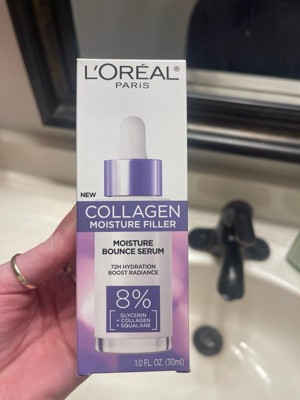 L'ORÉAL®
PARIS
NEW
COLLAGEN
MOISTURE FILLER
MOISTURE
BOUNCE SERUM
72H HYDRATION
BOOST RADIANCE
8%
GLYCERIN
+ COLLAGEN
+ SQUALANE
1.0 FL. OZ. (30ml)